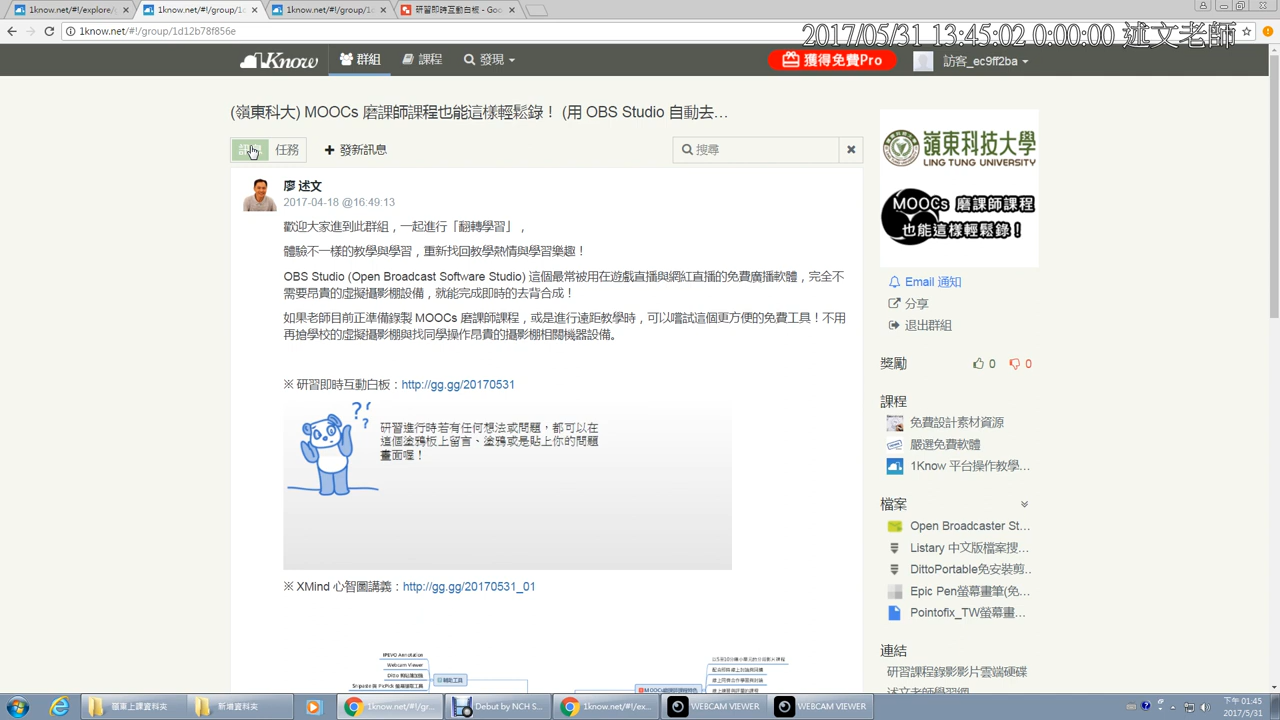 1know.net/#!/explore/
1know.net/#!/group/1
1know.net/#!/group/1
研習即時互動白板 - Goo
1know.net/#!/group/1d12b78f856e
2017/05/31 13:45:02 0:00:00 述文老師
1Know
群組
課程
發現
獲得免費Pro
訪客_ec9ff2ba
(嶺東科大) MOOCs 磨課師課程也能這樣輕鬆錄！ (用 OBS Studio 自動去...
任務
發新訊息
搜尋
廖 述文
2017-04-18 @16:49:13
歡迎大家進到此群組，一起進行「翻轉學習」，
體驗不一樣的教學與學習，重新找回教學熱情與學習樂趣！
OBS Studio (Open Broadcast Software Studio) 這個最常被用在遊戲直播與網紅直播的免費廣播軟體，完全不
需要昂貴的虛擬攝影棚設備，就能完成即時的去背合成！
如果老師目前正準備錄製 MOOCs 磨課師課程，或是進行遠距教學時，可以嚐試這個更方便的免費工具！不用
再搶學校的虛擬攝影棚與找同學操作昂貴的攝影棚相關機器設備。
※ 研習即時互動白板：http://gg.gg/20170531
研習進行時若有任何想法或問題，都可以在
這個塗鴉板上留言、塗鴉或是貼上你的問題
畫面喔！
※ XMind 心智圖講義：http://gg.gg/20170531_01
IPEVO Annotation
Webcam Viewer
輔助工具
嶺東科技大學
LING TUNG UNIVERSITY
MOOCs 磨課師課程
也能這樣輕鬆錄！
Email 通知
分享
退出群組
獎勵
0
0
課程
免費設計素材資源
嚴選免費軟體
1Know 平台操作教學...
檔案
Open Broadcaster St...
Listary 中文版檔案搜...
DittoPortable免安裝剪...
Epic Pen螢幕畫筆(免...
Pointofix_TW螢幕畫...
連結
研習課程錄影影片雲端硬碟
述文老師學習網
新增資料夾
1know.net/#!/gr...
Debut by NCH S...
1know.net/#!/ex...
WEBCAM VIEWER
WEBCAM VIEWER
下午 01:45
2017/5/31